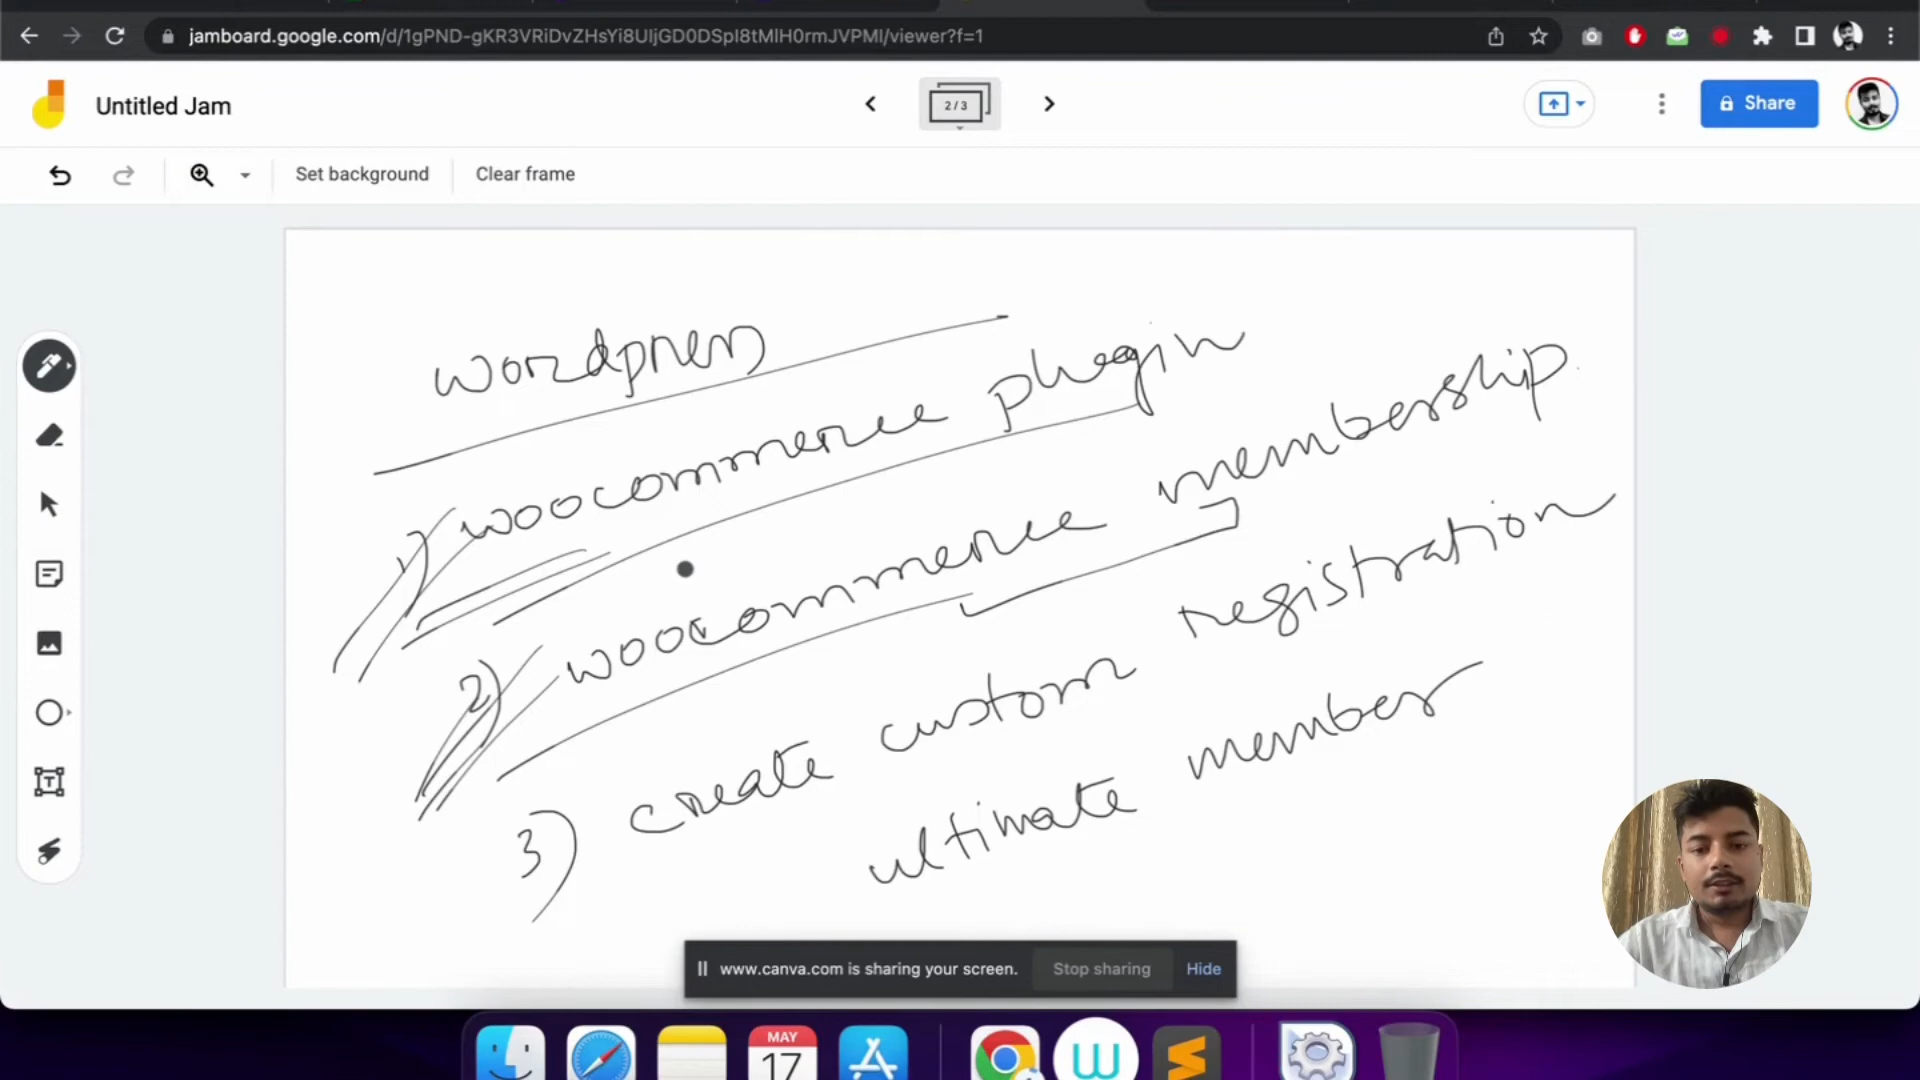 jamboard.google.com/d/1gPND-gKR3VRiDvZHsYi8UljGD0DSpI8tMlH0rmJVPMI/viewer?f=1
Untitled Jam
2/3
Share
Set background
Clear frame
wordpress
1) woocommerce plugin
2) woocommerce membership
3) create custom registration
ultimate member
www.canva.com is sharing your screen.
Stop sharing
Hide
MAY
17